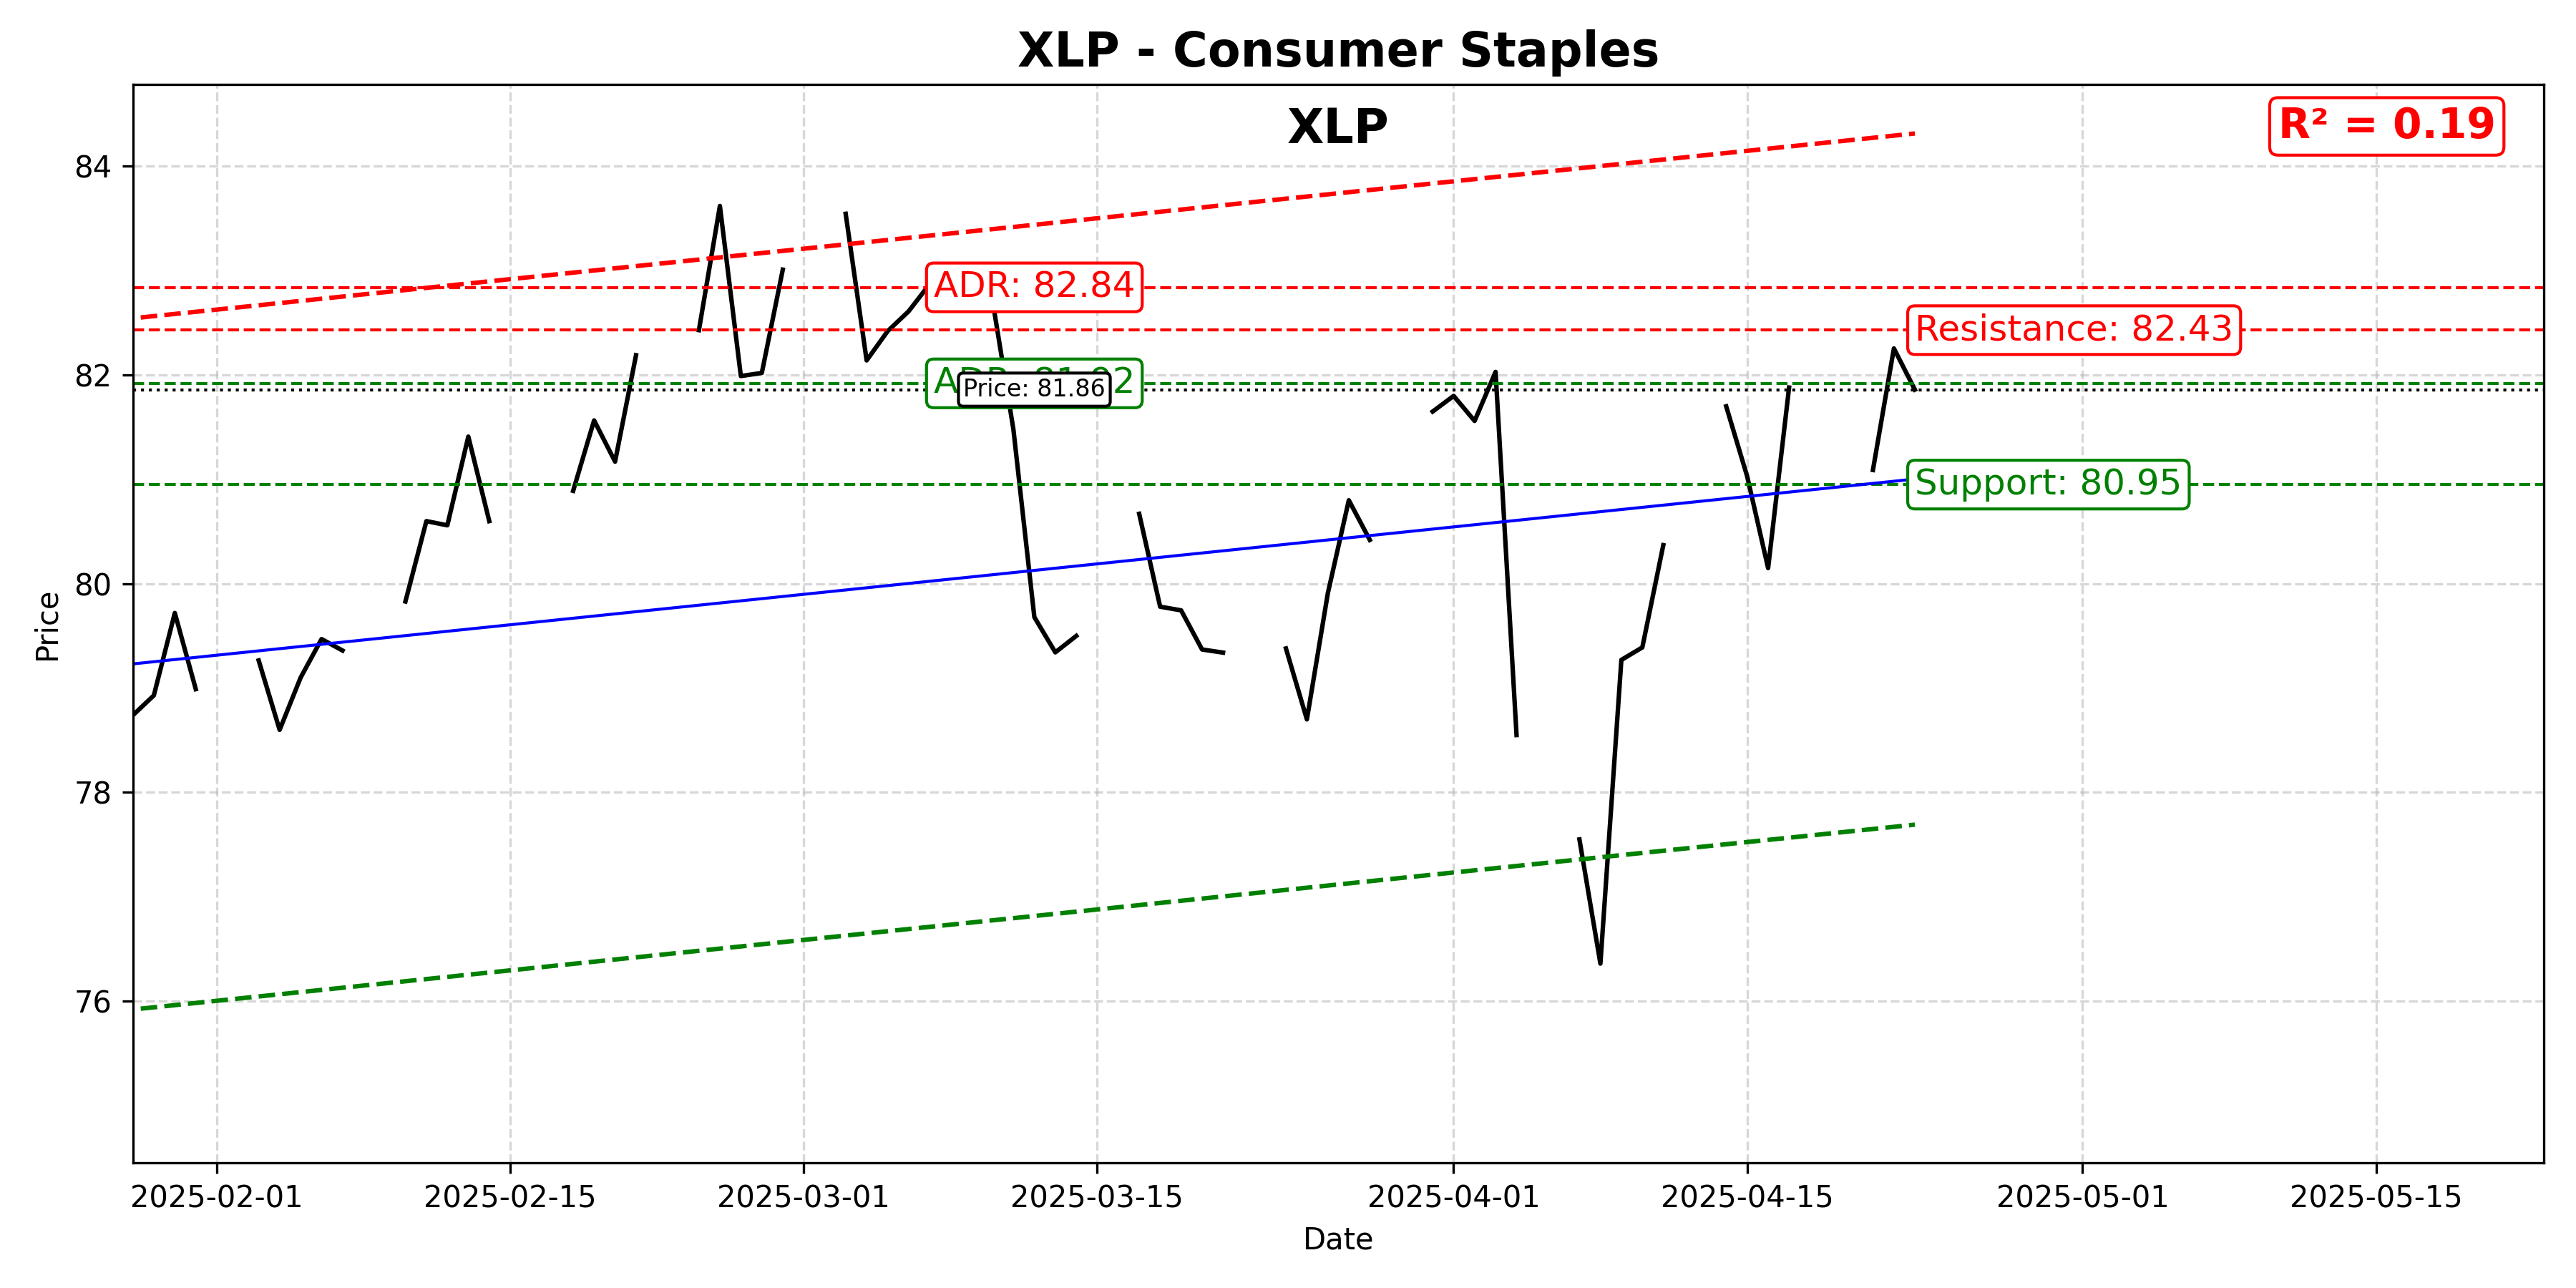 XLP - Consumer Staples
XLP
R² = 0.19
84
82
80
78
76
Price
ADR: 82.84
Resistance: 82.43
Price: 81.86
Support: 80.95
2025-02-01
2025-02-15
2025-03-01
2025-03-15
2025-04-01
2025-04-15
2025-05-01
2025-05-15
Date